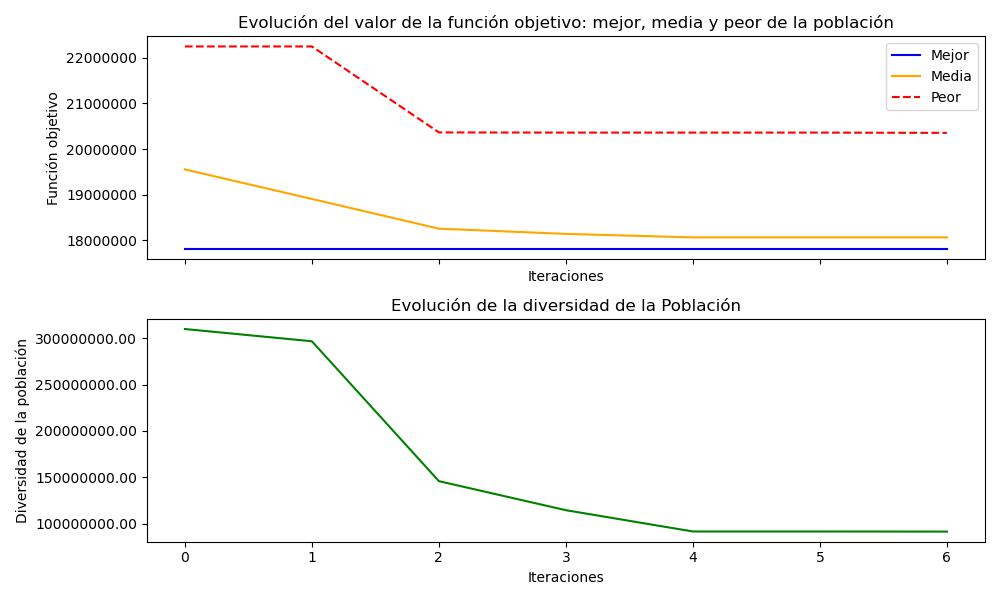 Evolución del valor de la función objetivo: mejor, media y peor de la población
Función objetivo
22000000
21000000
20000000
19000000
18000000
Mejor
Media
Peor
Iteraciones
Evolución de la diversidad de la Población
Diversidad de la población
300000000.00
250000000.00
200000000.00
150000000.00
100000000.00
0 1 2 3 4 5 6
Iteraciones